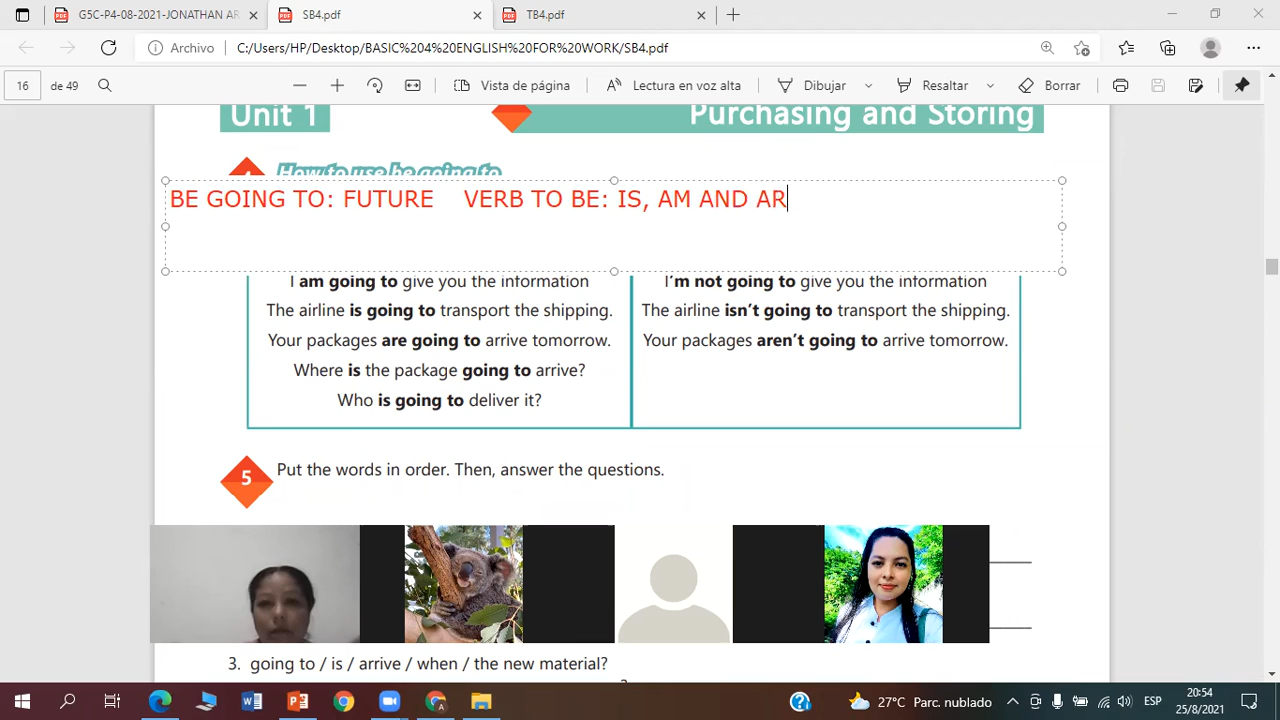 G5C-P4-08-2021-JONATHAN AR
SB4.pdf
TB4.pdf
Archivo
C:/Users/HP/Desktop/BASIC%204%20ENGLISH%20FOR%20WORK/SB4.pdf
16 de 49
Vista de página
Lectura en voz alta
Dibujar
Resaltar
Borrar
Unit 1
Purchasing and Storing
How to use be going to
BE GOING TO: FUTURE VERB TO BE: IS, AM AND AR
I am going to give you the information
I'm not going to give you the information
The airline is going to transport the shipping.
The airline isn't going to transport the shipping.
Your packages are going to arrive tomorrow.
Your packages aren't going to arrive tomorrow.
Where is the package going to arrive?
Who is going to deliver it?
5 Put the words in order. Then, answer the questions.
3. going to / is / arrive / when / the new material?
27°C Parc. nublado
ESP
20:54
25/8/2021